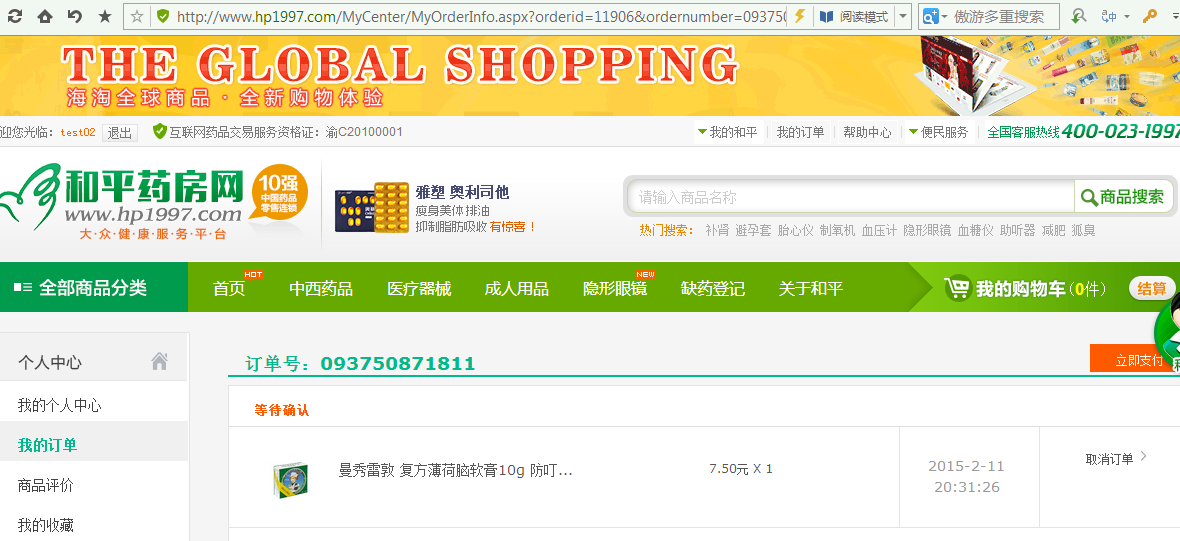 http://www.hp1997.com/MyCenter/MyOrderInfo.aspx?orderid=11906&ordernumber=09375
阅读模式
傲游多重搜索
THE GLOBAL SHOPPING
海淘全球商品·全新购物体验
迎您光临：test02 退出 互联网药品交易服务资格证：渝C20100001
我的和平 我的订单 帮助中心 便民服务 全国客服热线 400-023-1997
和平药房网
www.hp1997.com
大·众·健·康·服·务·平·台
10强
中国药品
零售连锁
雅塑 奥利司他
瘦身美体 排油
抑制脂肪吸收 有惊喜！
请输入商品名称
商品搜索
热门搜索： 补肾 避孕套 胎心仪 制氧机 血压计 隐形眼镜 血糖仪 助听器 减肥 狐臭
全部商品分类
首页 HOT 中西药品 医疗器械 成人用品 隐形眼镜 NEW 缺药登记 关于和平
我的购物车（0件） 结算
个人中心
我的个人中心
我的订单
商品评价
我的收藏
订单号：093750871811
立即支付
等待确认
曼秀雷敦 复方薄荷脑软膏10g 防叮...
7.50元 X 1
2015-2-11
20:31:26
取消订单